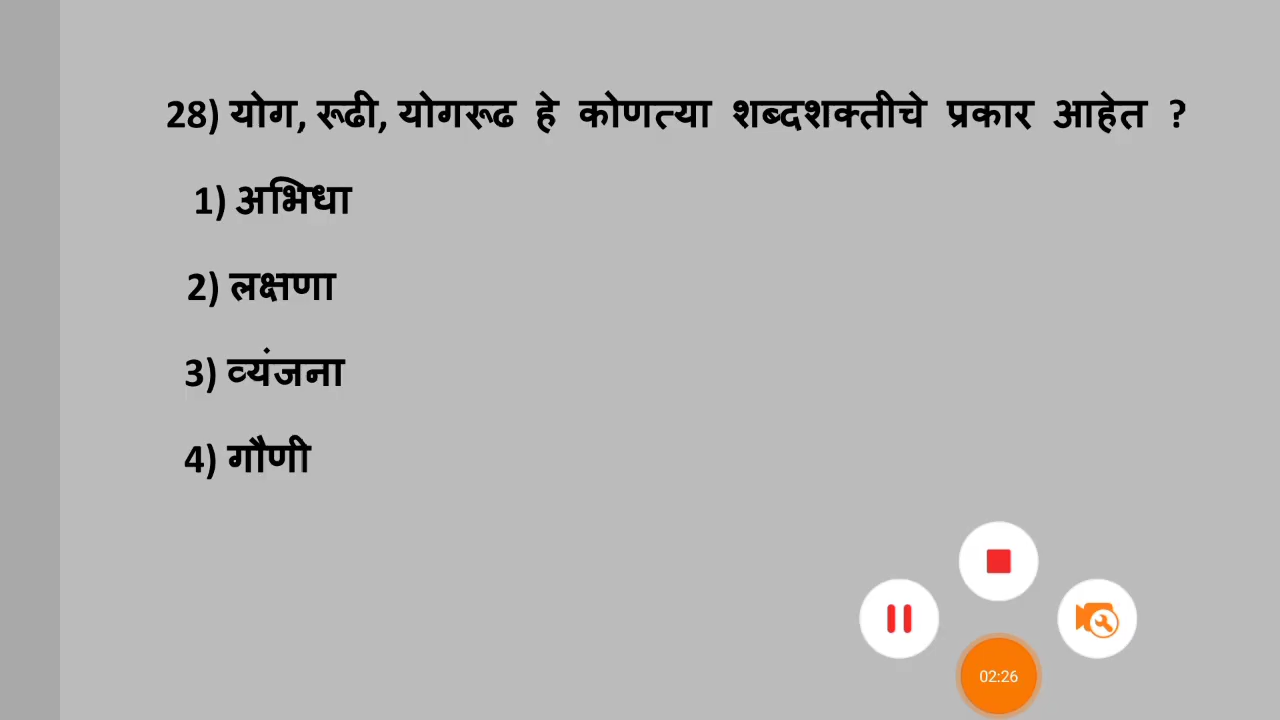 28) योग, रूढी, योगरूढ हे कोणत्या शब्दशक्तीचे प्रकार आहेत ?
1) अभिधा
2) लक्षणा
3) व्यंजना
4) गौणी
02:26